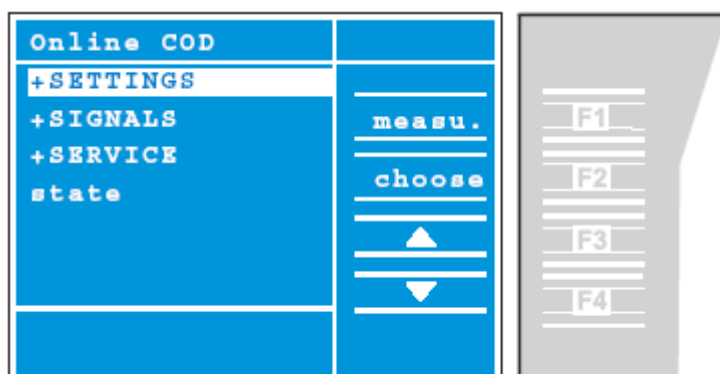 Online COD
+SETTINGS
+SIGNALS
+SERVICE
state
measu.
choose
F1
F2
F3
F4